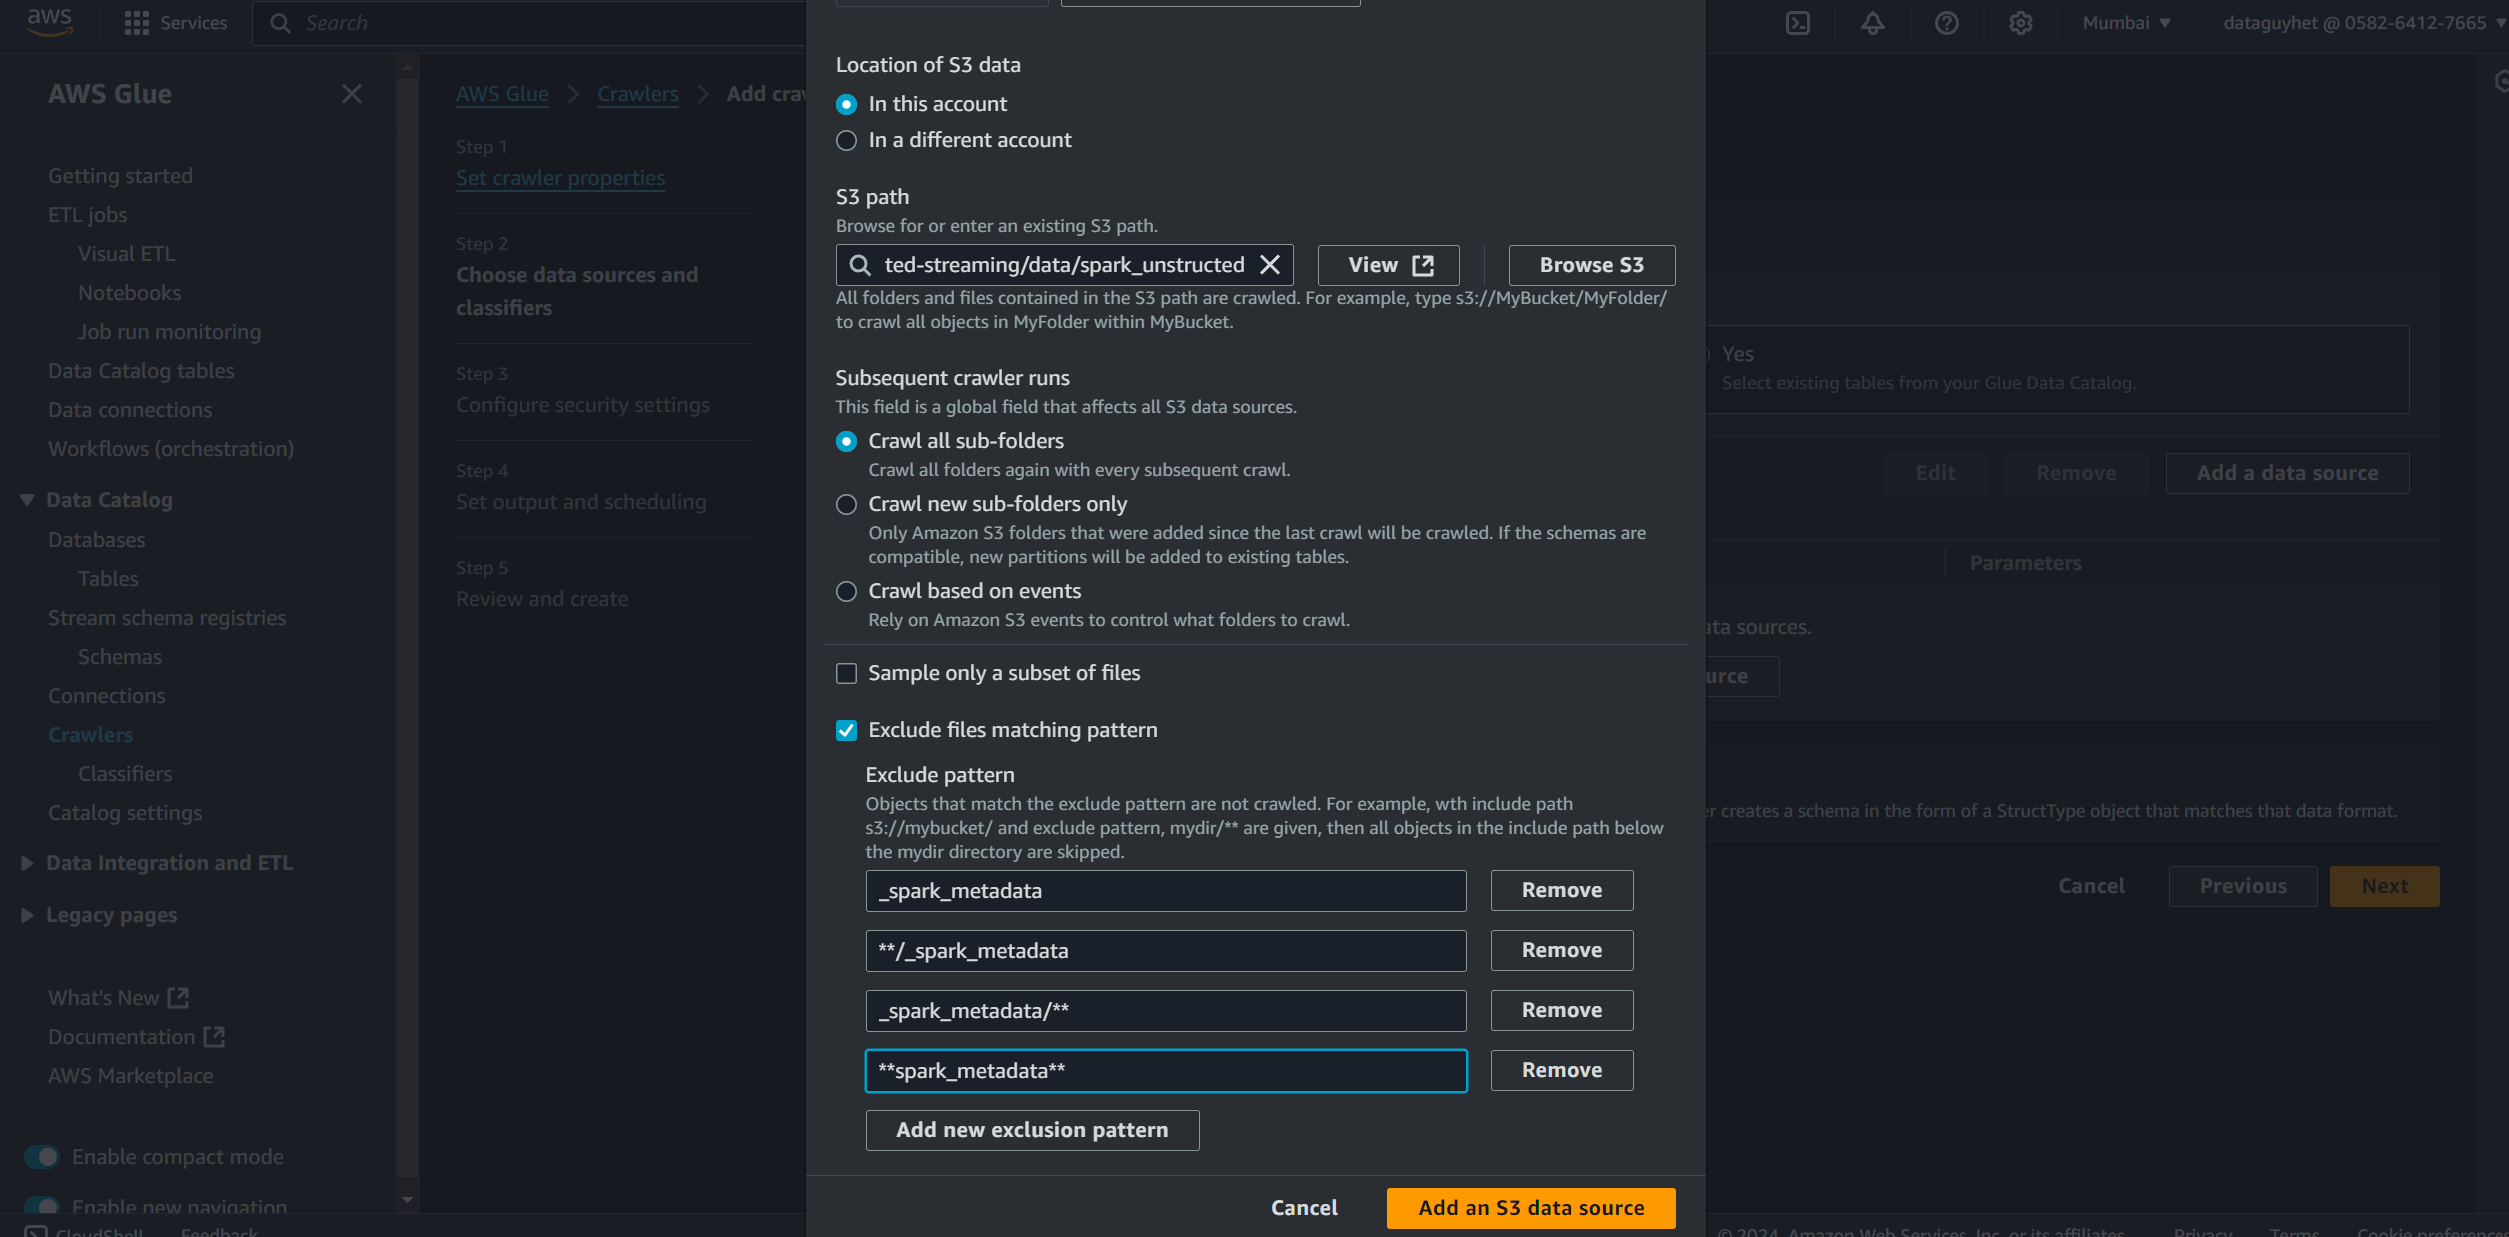 aws
Services
Search
Mumbai
dataguyhet @ 0582-6412-7665
AWS Glue
Getting started
ETL jobs
Visual ETL
Notebooks
Job run monitoring
Data Catalog tables
Data connections
Workflows (orchestration)
Data Catalog
Databases
Tables
Stream schema registries
Schemas
Connections
Crawlers
Classifiers
Catalog settings
Data Integration and ETL
Legacy pages
What's New
Documentation
AWS Marketplace
Enable compact mode
Enable new navigation
CloudShell
Feedback
AWS Glue
Crawlers
Add craw
Step 1
Set crawler properties
Step 2
Choose data sources and
classifiers
Step 3
Configure security settings
Step 4
Set output and scheduling
Step 5
Review and create
Location of S3 data
In this account
In a different account
S3 path
Browse for or enter an existing S3 path.
ted-streaming/data/spark_unstructed
View
Browse S3
All folders and files contained in the S3 path are crawled. For example, type s3://MyBucket/MyFolder/
to crawl all objects in MyFolder within MyBucket.
Subsequent crawler runs
This field is a global field that affects all S3 data sources.
Crawl all sub-folders
Crawl all folders again with every subsequent crawl.
Crawl new sub-folders only
Only Amazon S3 folders that were added since the last crawl will be crawled. If the schemas are
compatible, new partitions will be added to existing tables.
Crawl based on events
Rely on Amazon S3 events to control what folders to crawl.
Sample only a subset of files
Exclude files matching pattern
Exclude pattern
Objects that match the exclude pattern are not crawled. For example, wth include path
s3://mybucket/ and exclude pattern, mydir/** are given, then all objects in the include path below
the mydir directory are skipped.
_spark_metadata
Remove
**/_spark_metadata
Remove
_spark_metadata/**
Remove
**spark_metadata**
Remove
Add new exclusion pattern
Cancel
Add an S3 data source
Yes
Select existing tables from your Glue Data Catalog.
Edit
Remove
Add a data source
Parameters
ata sources.
urce
er creates a schema in the form of a StructType object that matches that data format.
Cancel
Previous
Next
© 2024, Amazon Web Services, Inc. or its affiliates.
Privacy
Terms
Cookie preferences